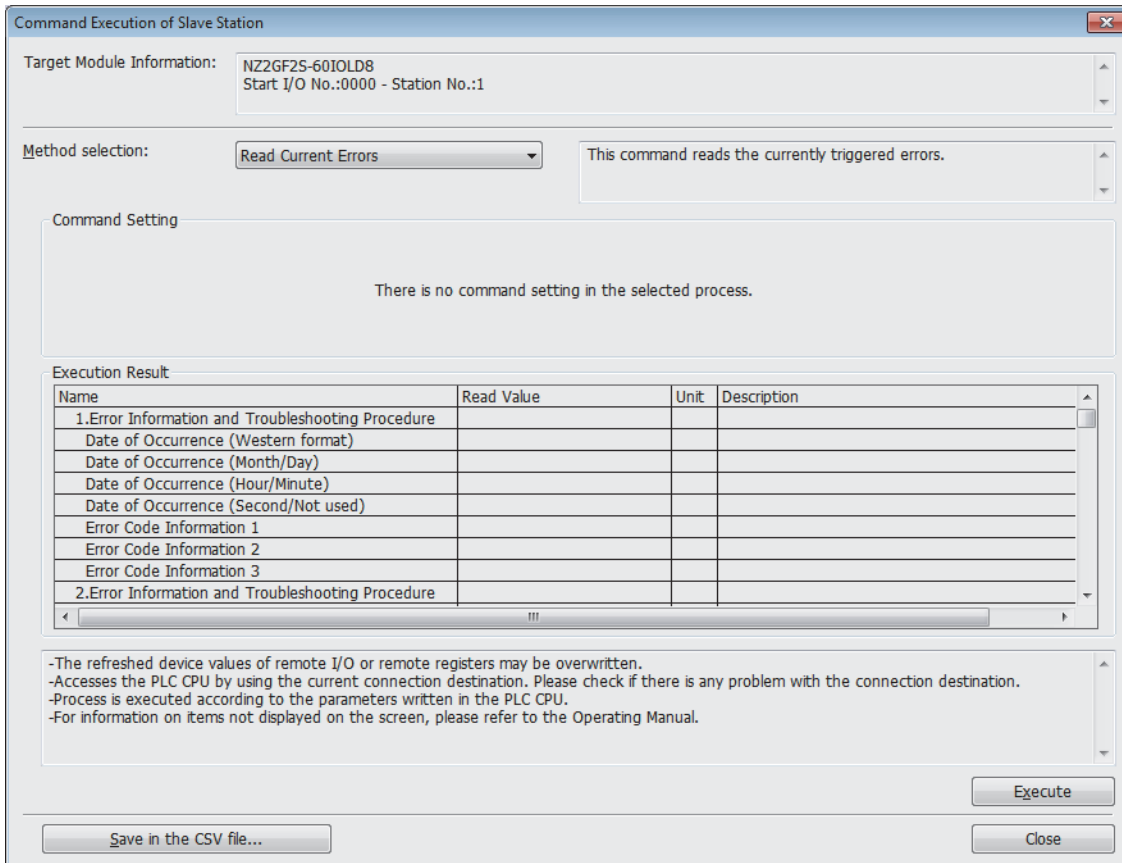 Command Execution of Slave Station
Target Module Information:
NZ2GF2S-60IOLD8
Start I/O No.:0000 - Station No.:1
Method selection:
Read Current Errors
This command reads the currently triggered errors.
Command Setting
There is no command setting in the selected process.
Execution Result
Name Read Value Unit Description
1.Error Information and Troubleshooting Procedure
Date of Occurrence (Western format)
Date of Occurrence (Month/Day)
Date of Occurrence (Hour/Minute)
Date of Occurrence (Second/Not used)
Error Code Information 1
Error Code Information 2
Error Code Information 3
2.Error Information and Troubleshooting Procedure
-The refreshed device values of remote I/O or remote registers may be overwritten.
-Accesses the PLC CPU by using the current connection destination. Please check if there is any problem with the connection destination.
-Process is executed according to the parameters written in the PLC CPU.
-For information on items not displayed on the screen, please refer to the Operating Manual.
Execute
Save in the CSV file...
Close